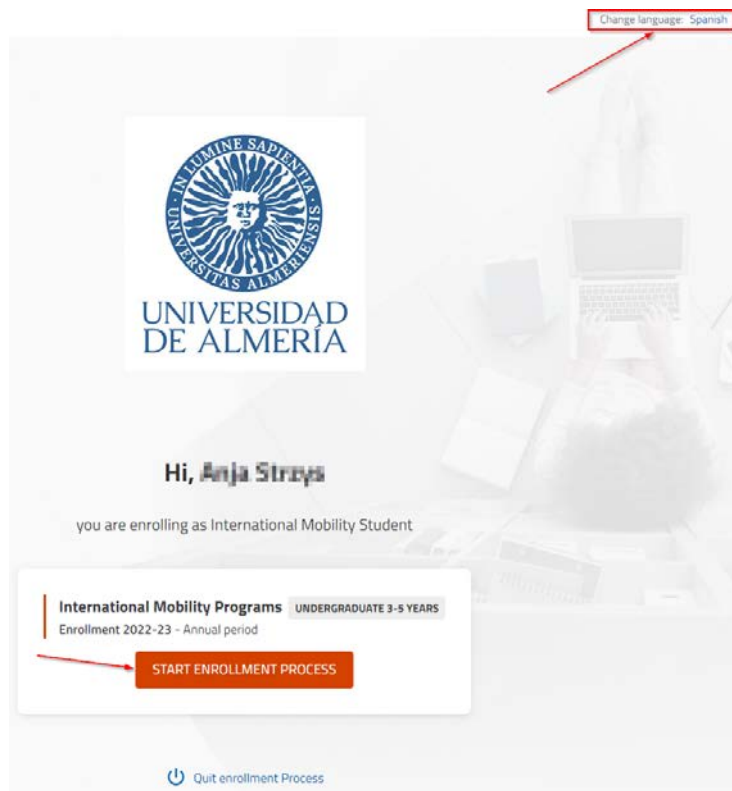 Change language: Spanish
IN LUMINE SAPIENTIA · UNIVERSITAS ALMERIENSIS ·
UNIVERSIDAD
DE ALMERÍA
Hi,
you are enrolling as International Mobility Student
International Mobility Programs UNDERGRADUATE 3-5 YEARS
Enrollment 2022-23 - Annual period
START ENROLLMENT PROCESS
Quit enrollment Process